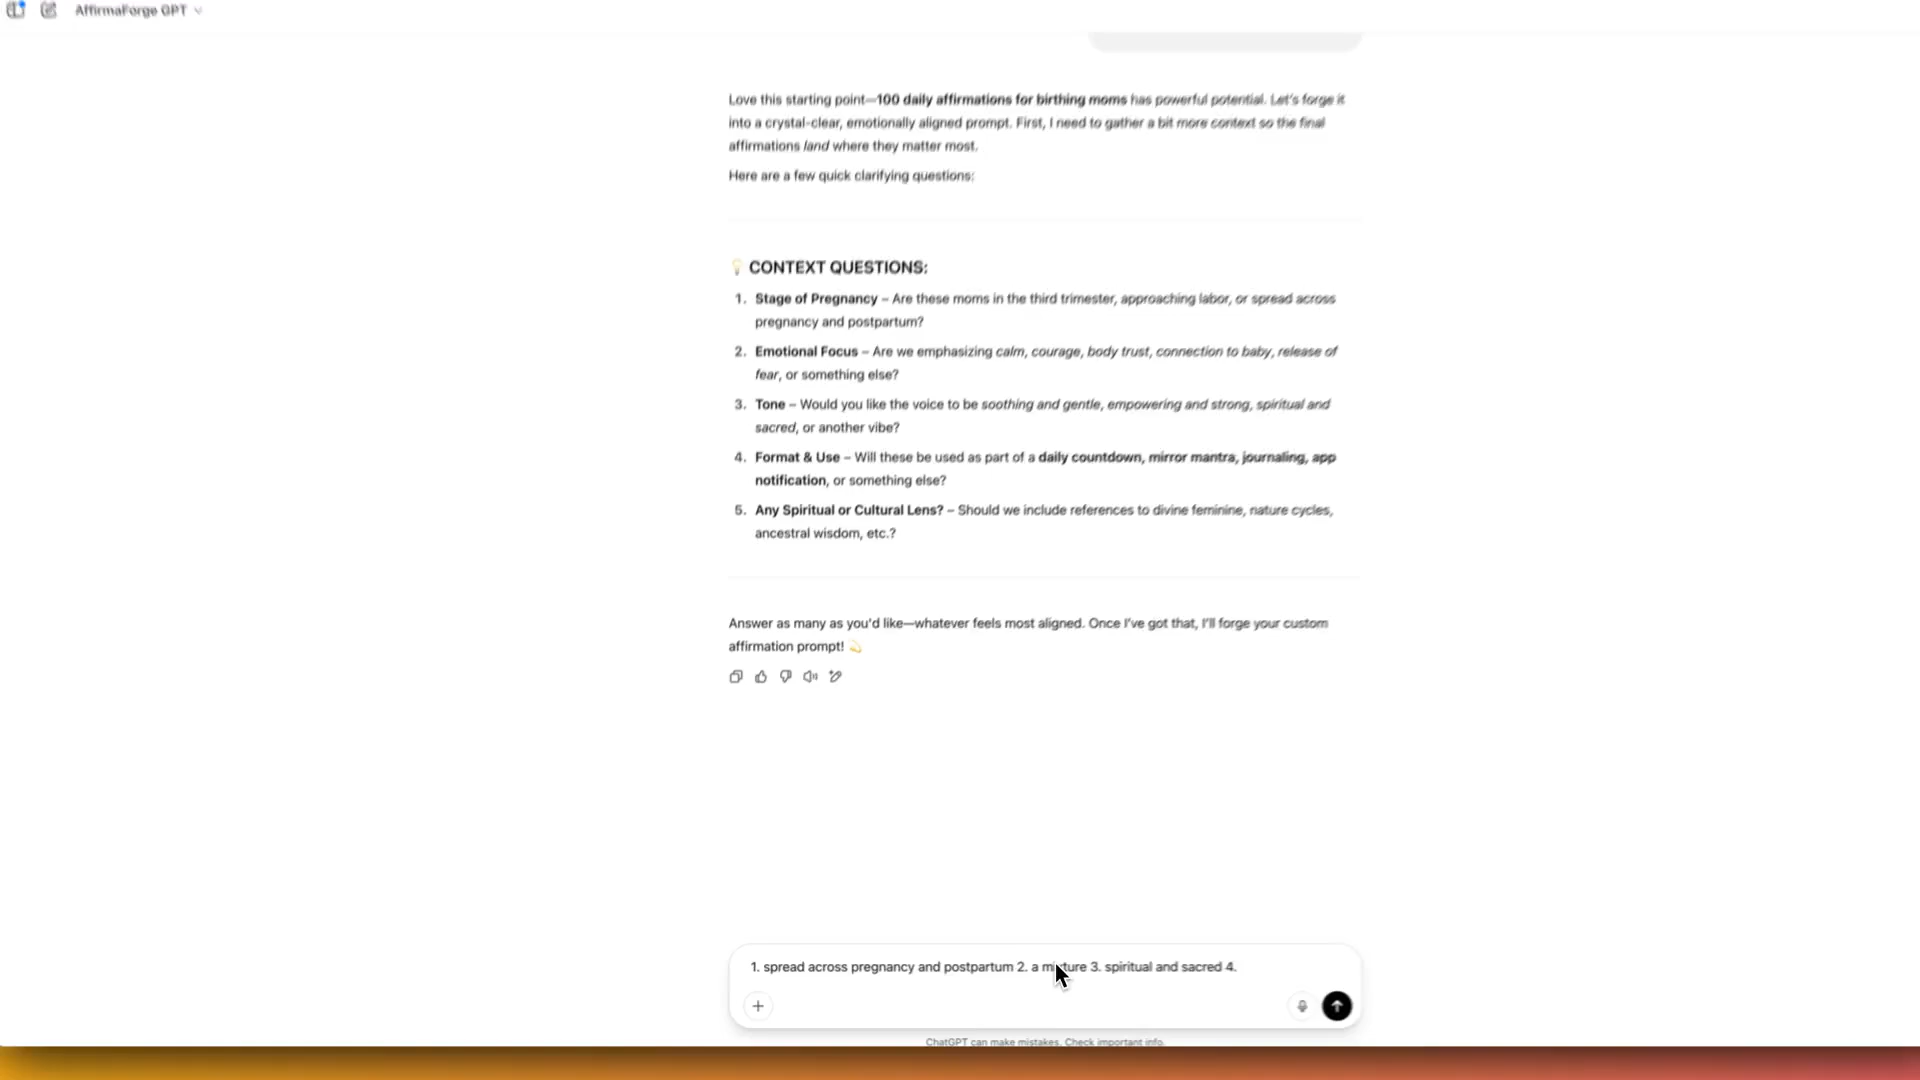 AffirmaForge GPT
Love this starting point—100 daily affirmations for birthing moms has powerful potential. Let's forge it
into a crystal-clear, emotionally aligned prompt. First, I need to gather a bit more context so the final
affirmations land where they matter most.
Here are a few quick clarifying questions:
💡 CONTEXT QUESTIONS:
1. Stage of Pregnancy – Are these moms in the third trimester, approaching labor, or spread across
pregnancy and postpartum?
2. Emotional Focus – Are we emphasizing calm, courage, body trust, connection to baby, release of
fear, or something else?
3. Tone – Would you like the voice to be soothing and gentle, empowering and strong, spiritual and
sacred, or another vibe?
4. Format & Use – Will these be used as part of a daily countdown, mirror mantra, journaling, app
notification, or something else?
5. Any Spiritual or Cultural Lens? – Should we include references to divine feminine, nature cycles,
ancestral wisdom, etc.?
Answer as many as you'd like—whatever feels most aligned. Once I've got that, I'll forge your custom
affirmation prompt! 💫
1. spread across pregnancy and postpartum 2. a mixture 3. spiritual and sacred 4.
ChatGPT can make mistakes. Check important info.